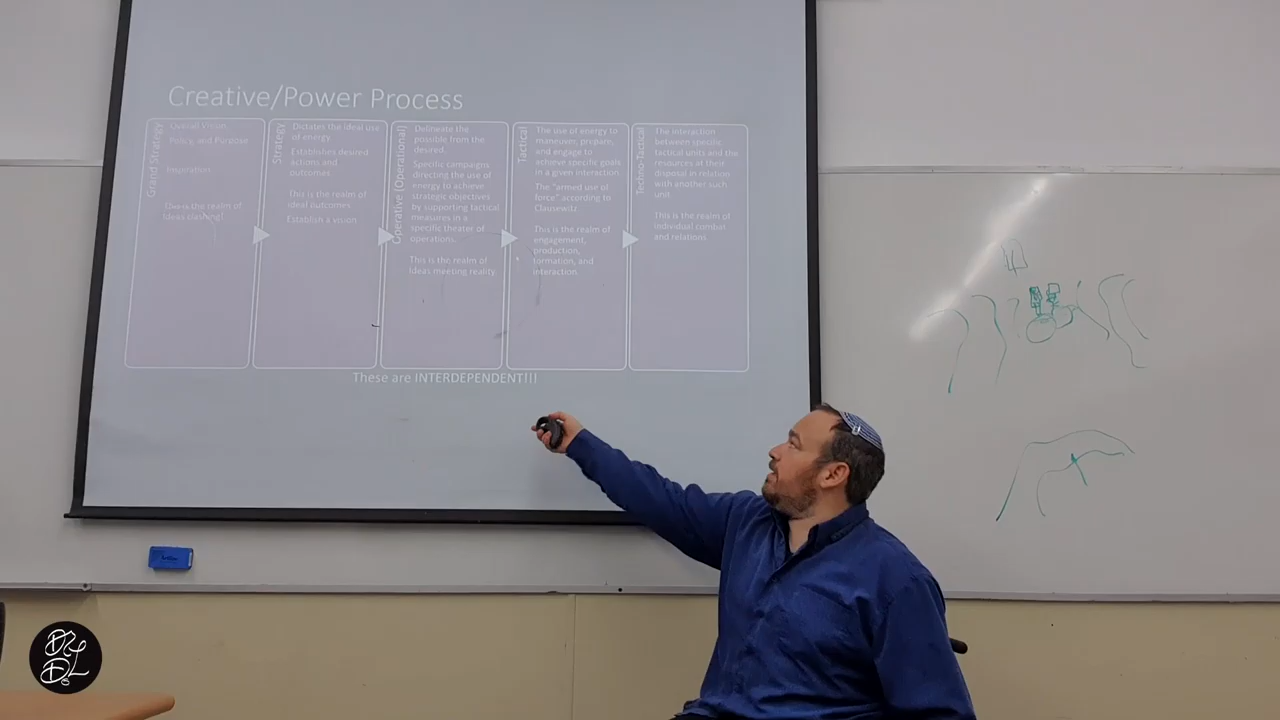 Creative/Power Process
Grand Strategy
Overall Vision
Policy, and Purpose
Inspiration
This is the realm of
Ideas clashing!
Strategy
Dictates the ideal use
of energy
Establishes desired
actions and
outcomes
This is the realm of
ideal outcomes
Establish a vision
Operative (Operational)
Delineate the
possible from the
desired.
Specific campaigns
directing the use of
energy to achieve
strategic objectives
by supporting tactical
measures in a
specific theater of
operations.
This is the realm of
Ideas meeting reality
Tactical
The use of energy to
maneuver, prepare,
and engage to
achieve specific goals
in a given interaction.
The "armed use of
force" according to
Clausewitz
This is the realm of
engagement,
production,
formation, and
interaction
Techno-Tactical
The interaction
between specific
tactical units and the
resources at their
disposal in relation
with another such
unit
This is the realm of
individual combat
and relations
These are INTERDEPENDENT!!!